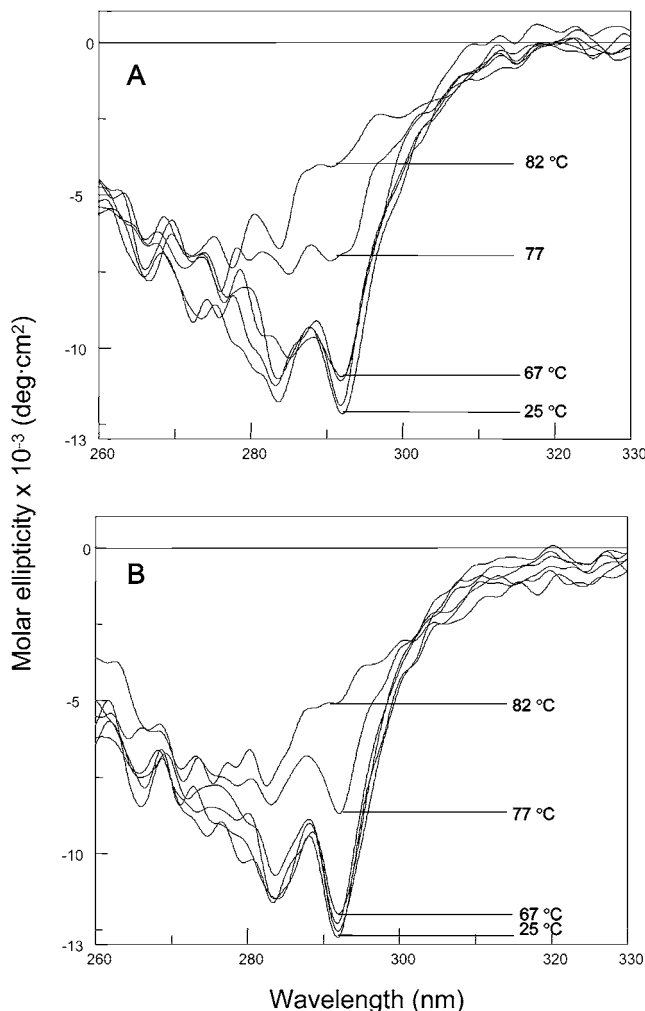 0
A
82 °C
-5
77
-10
67 °C
25 °C
-13
260
280
300
320
330
0
B
-5
82 °C
77 °C
-10
67 °C
25 °C
-13
260
280
300
320
330
Molar ellipticity x 10⁻³ (deg·cm²)
Wavelength (nm)